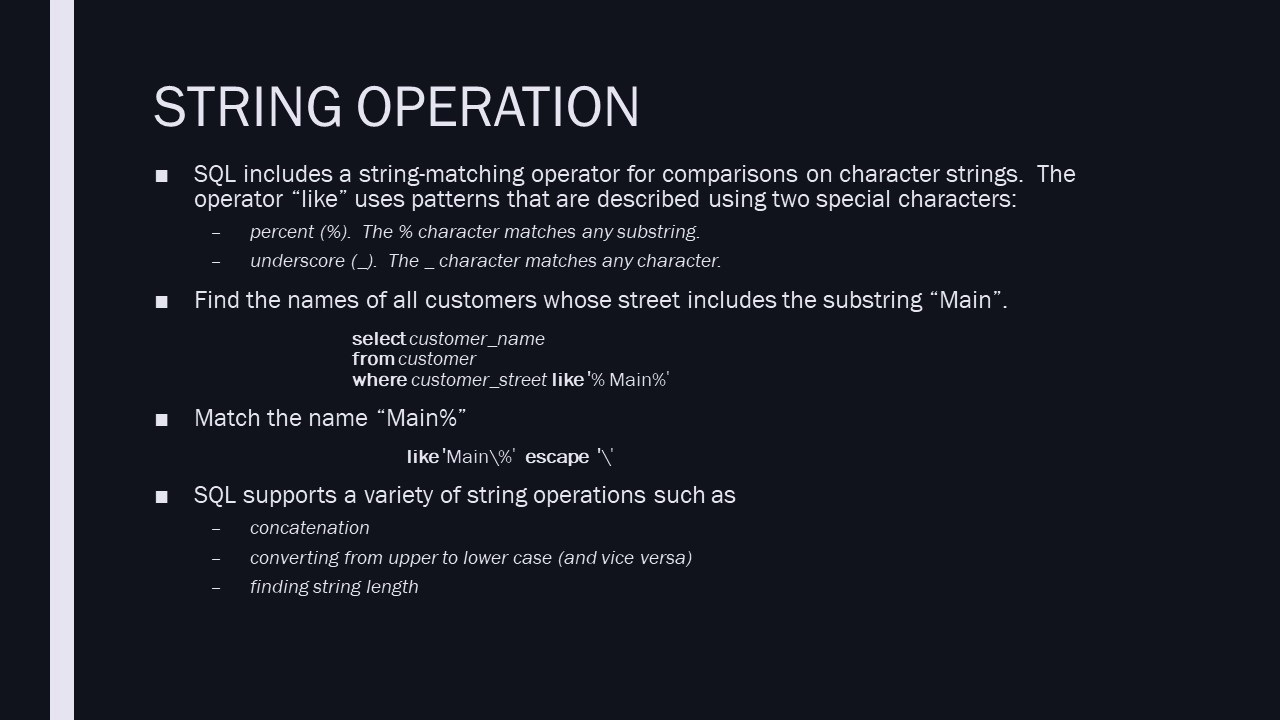 STRING OPERATION
■ SQL includes a string-matching operator for comparisons on character strings. The
operator “like” uses patterns that are described using two special characters:
– percent (%). The % character matches any substring.
– underscore (_). The _ character matches any character.
■ Find the names of all customers whose street includes the substring “Main”.
select customer_name
from customer
where customer_street like '% Main%'
■ Match the name “Main%”
like 'Main\%' escape '\'
■ SQL supports a variety of string operations such as
– concatenation
– converting from upper to lower case (and vice versa)
– finding string length